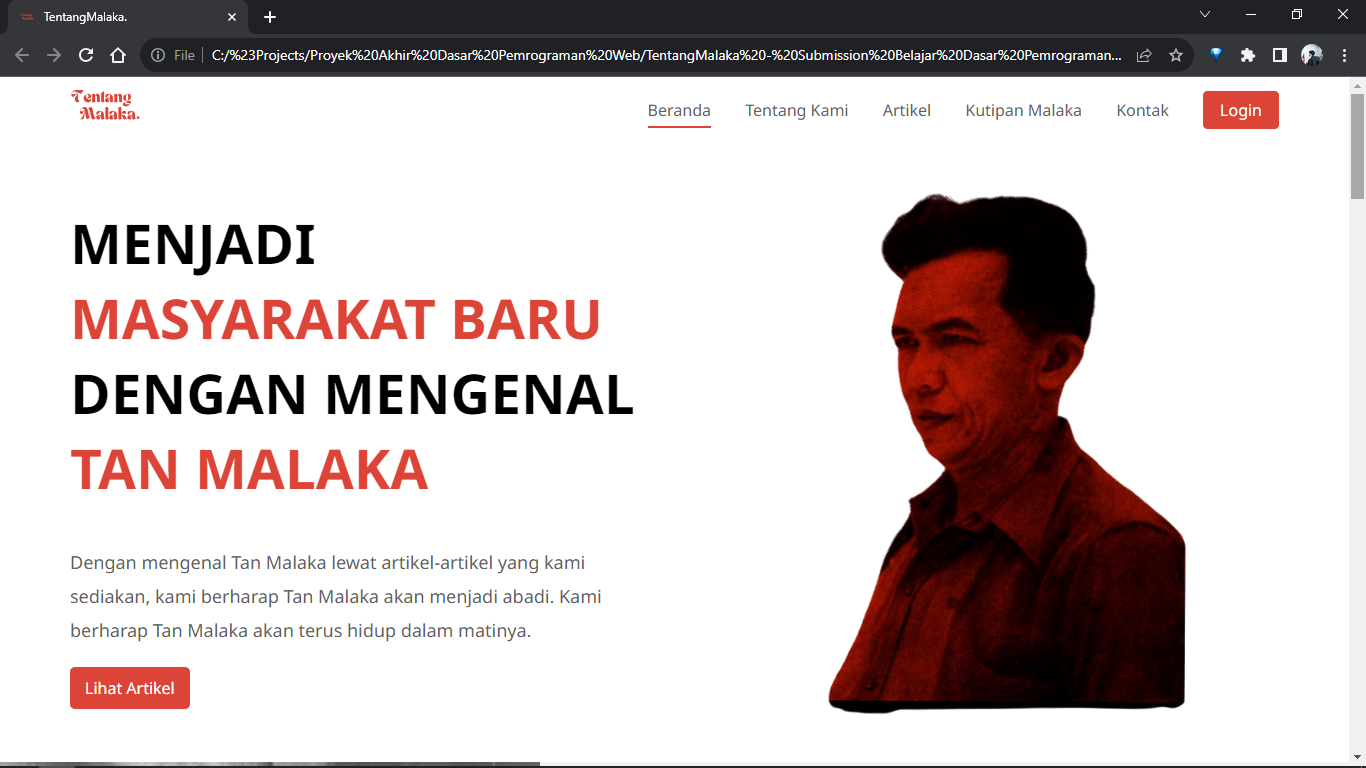 TentangMalaka.
File
C:/%23Projects/Proyek%20Akhir%20Dasar%20Pemrograman%20Web/TentangMalaka%20-%20Submission%20Belajar%20Dasar%20Pemrograman...
Tentang
Malaka.
Beranda
Tentang Kami
Artikel
Kutipan Malaka
Kontak
Login
MENJADI
MASYARAKAT BARU
DENGAN MENGENAL
TAN MALAKA
Dengan mengenal Tan Malaka lewat artikel-artikel yang kami
sediakan, kami berharap Tan Malaka akan menjadi abadi. Kami
berharap Tan Malaka akan terus hidup dalam matinya.
Lihat Artikel